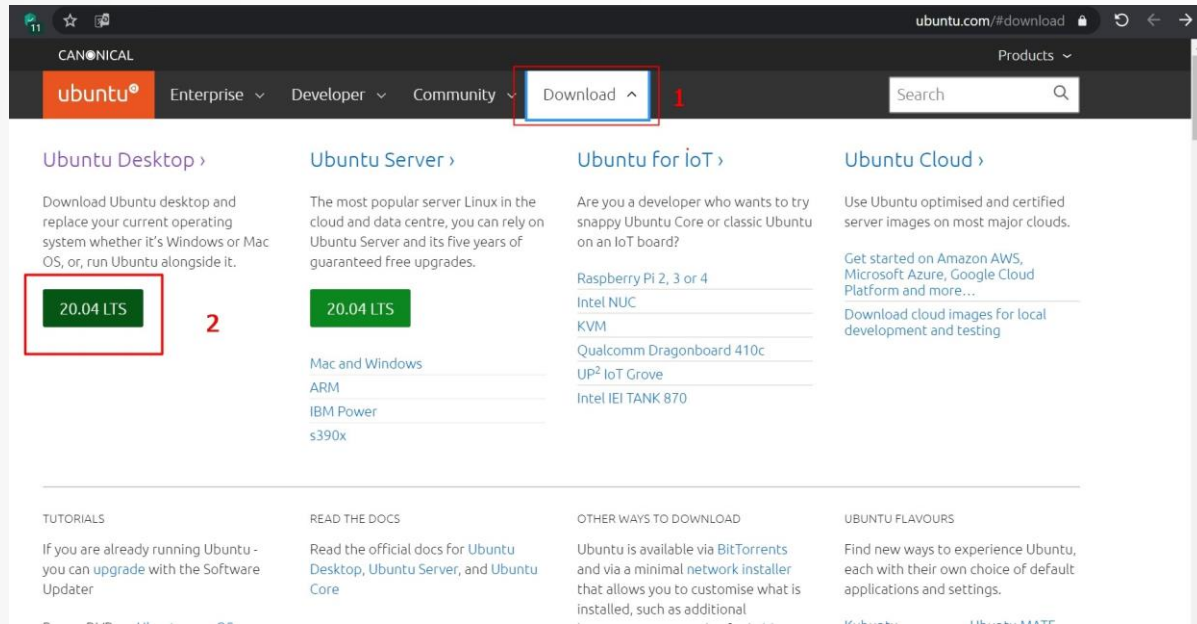 11
ubuntu.com/#download
CANONICAL
Products
ubuntu
Enterprise
Developer
Community
Download
1
Search
Ubuntu Desktop ›
Download Ubuntu desktop and
replace your current operating
system whether it's Windows or Mac
OS, or, run Ubuntu alongside it.
20.04 LTS
2
Ubuntu Server ›
The most popular server Linux in the
cloud and data centre, you can rely on
Ubuntu Server and its five years of
guaranteed free upgrades.
20.04 LTS
Mac and Windows
ARM
IBM Power
s390x
Ubuntu for IoT ›
Are you a developer who wants to try
snappy Ubuntu Core or classic Ubuntu
on an IoT board?
Raspberry Pi 2, 3 or 4
Intel NUC
KVM
Qualcomm Dragonboard 410c
UP² IoT Grove
Intel IEI TANK 870
Ubuntu Cloud ›
Use Ubuntu optimised and certified
server images on most major clouds.
Get started on Amazon AWS,
Microsoft Azure, Google Cloud
Platform and more…
Download cloud images for local
development and testing
TUTORIALS
If you are already running Ubuntu -
you can upgrade with the Software
Updater
READ THE DOCS
Read the official docs for Ubuntu
Desktop, Ubuntu Server, and Ubuntu
Core
OTHER WAYS TO DOWNLOAD
Ubuntu is available via BitTorrents
and via a minimal network installer
that allows you to customise what is
installed, such as additional
UBUNTU FLAVOURS
Find new ways to experience Ubuntu,
each with their own choice of default
applications and settings.
Kubuntu
Ubuntu MATE